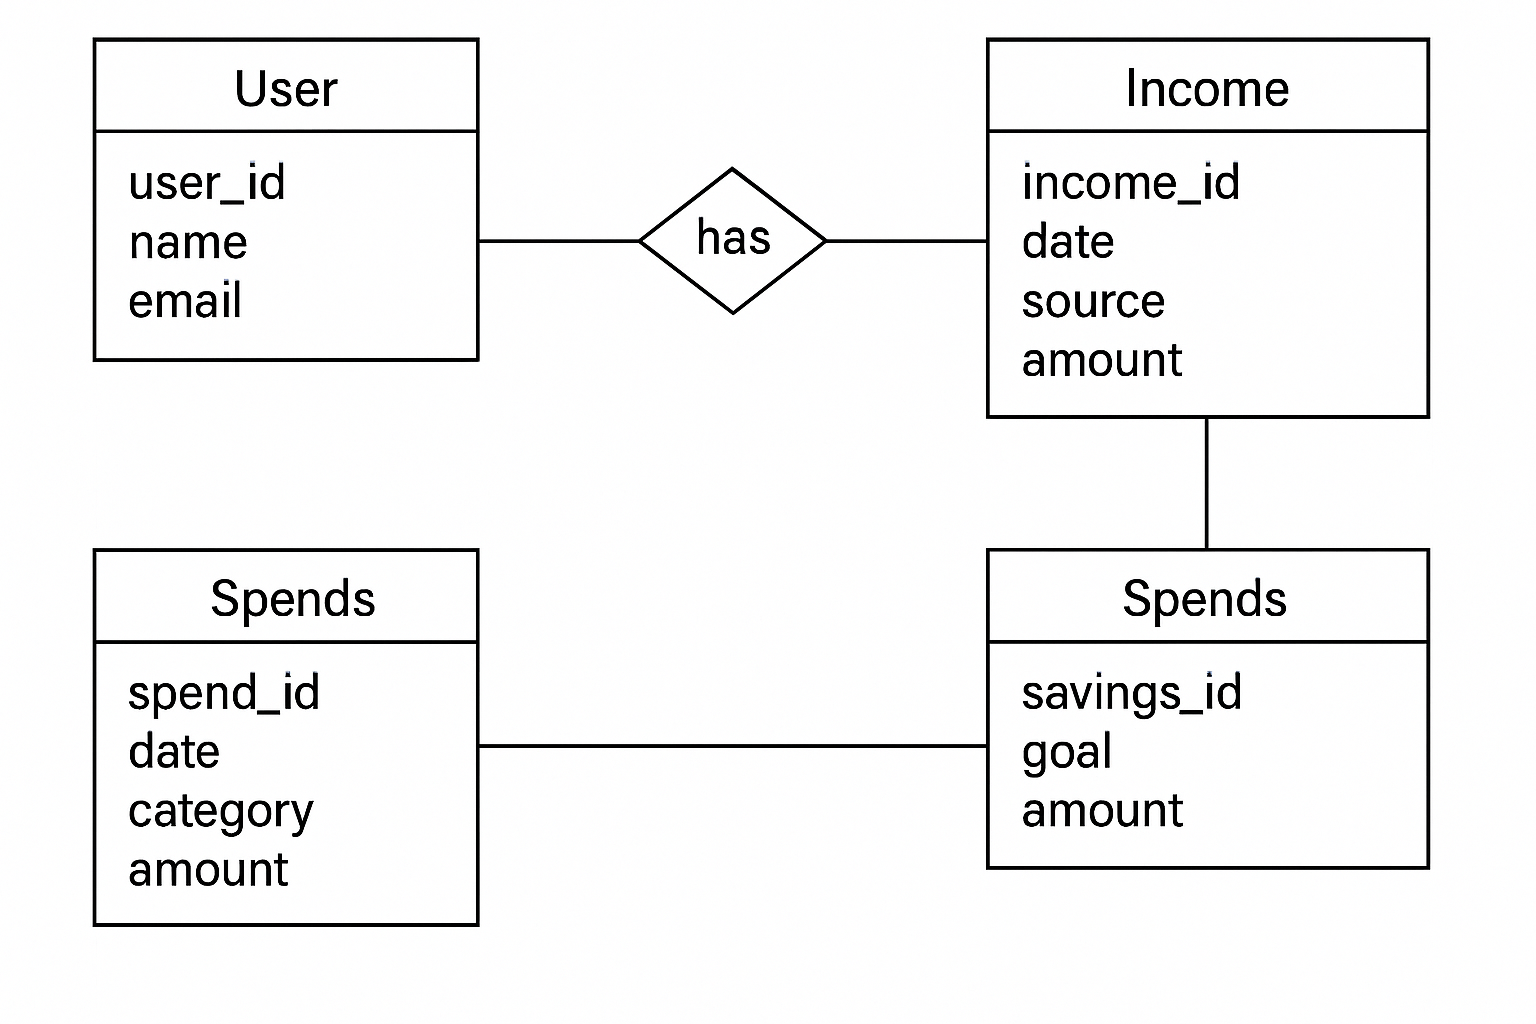 User
user_id
name
email
has
Income
income_id
date
source
amount
Spends
spend_id
date
category
amount
Spends
savings_id
goal
amount